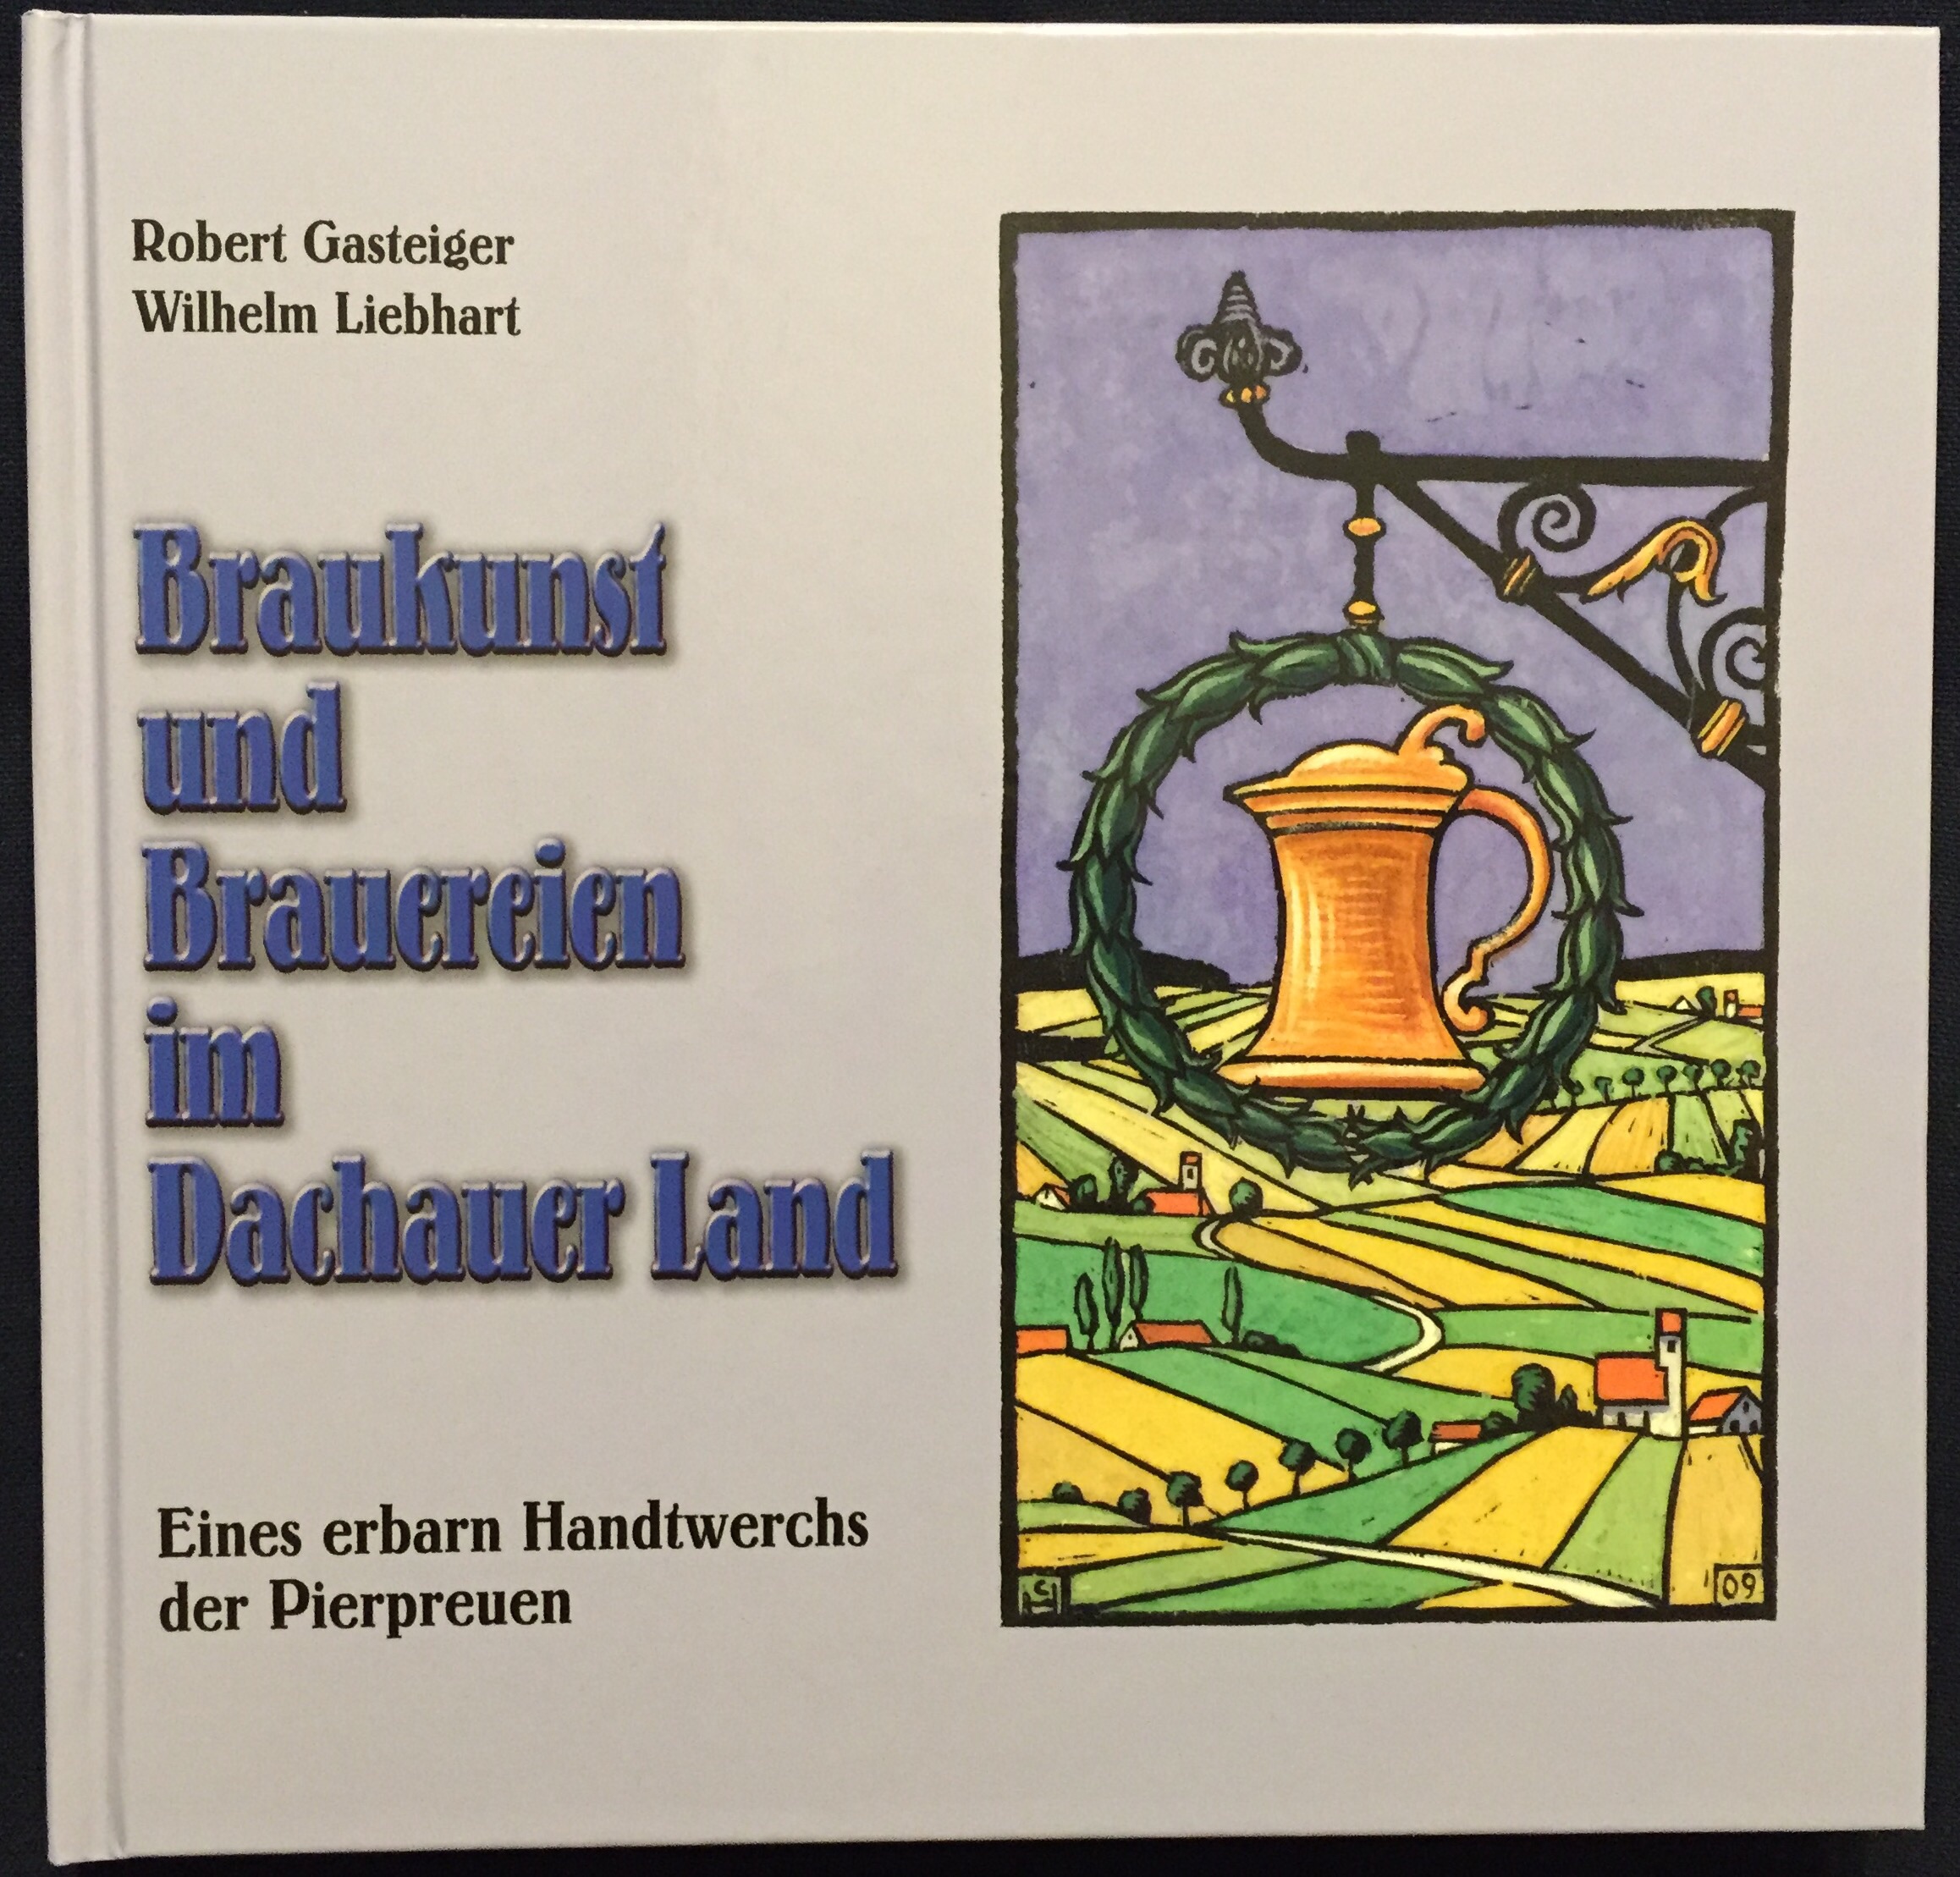 Robert Gasteiger
Wilhelm Liebhart
Braukunst
und
Brauereien
im
Dachauer Land
Eines erbarn Handtwerchs
der Pierpreuen
09